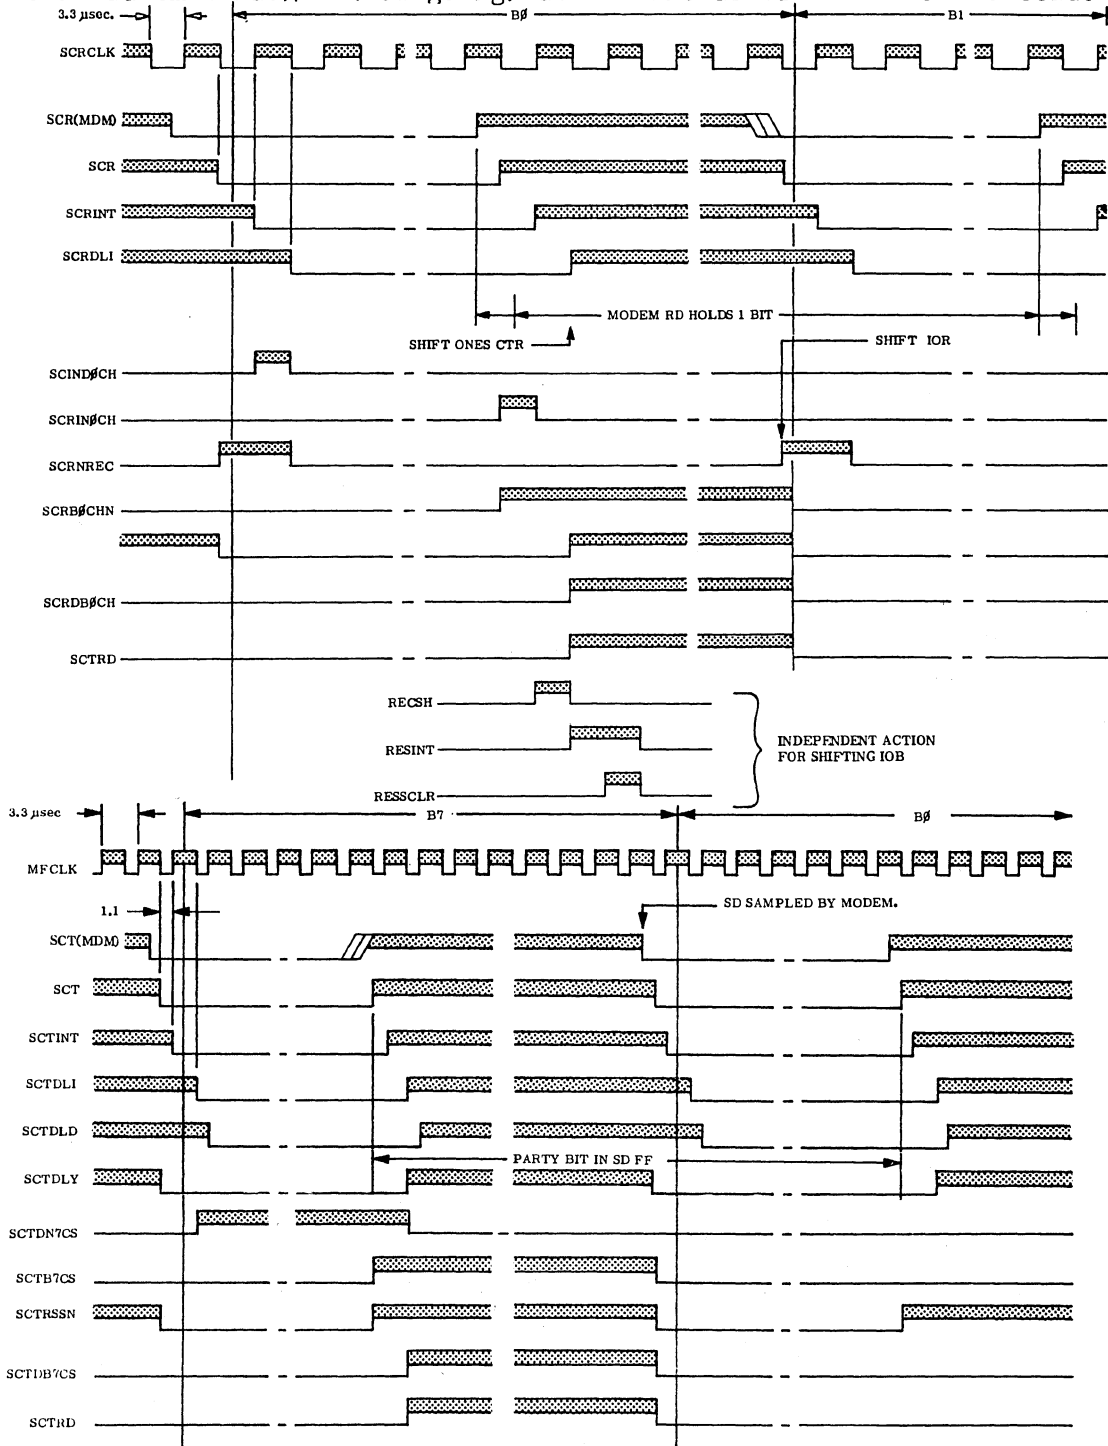 3.3 µsec.
BØ
B1
SCRCLK
SCR(MDM)
SCR
SCRINT
SCRDLI
MODEM RD HOLDS 1 BIT
SHIFT ONES CTR
SHIFT IOR
SCINDØCH
SCRINØCH
SCRNREC
SCRBØCHN
SCRDBØCH
SCTRD
RECSH
RESINT
RESSCLR
INDEPENDENT ACTION
FOR SHIFTING IOB
3.3 µsec
B7
BØ
MFCLK
1.1
SD SAMPLED BY MODEM.
SCT(MDM)
SCT
SCTINT
SCTDLI
SCTDLD
PARTY BIT IN SD FF
SCTDLY
SCTDN7CS
SCTB7CS
SCTRSSN
SCTDB7CS
SCTRD